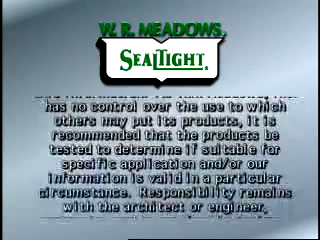 W. R. MEADOWS.
SEALTIGHT.
has no control over the use to which
others may put its products, it is
recommended that the products be
tested to determine if suitable for
specific application and/or our
information is valid in a particular
circumstance. Responsibility remains
with the architect or engineer,